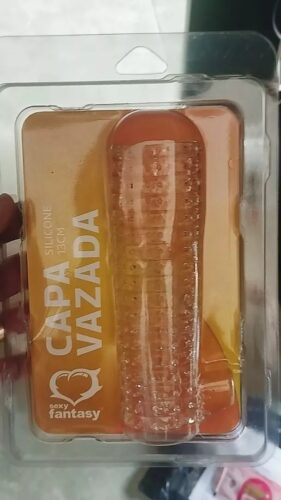 CAPA
SILICONE
13CM
VAZADA
sexy
fantasy